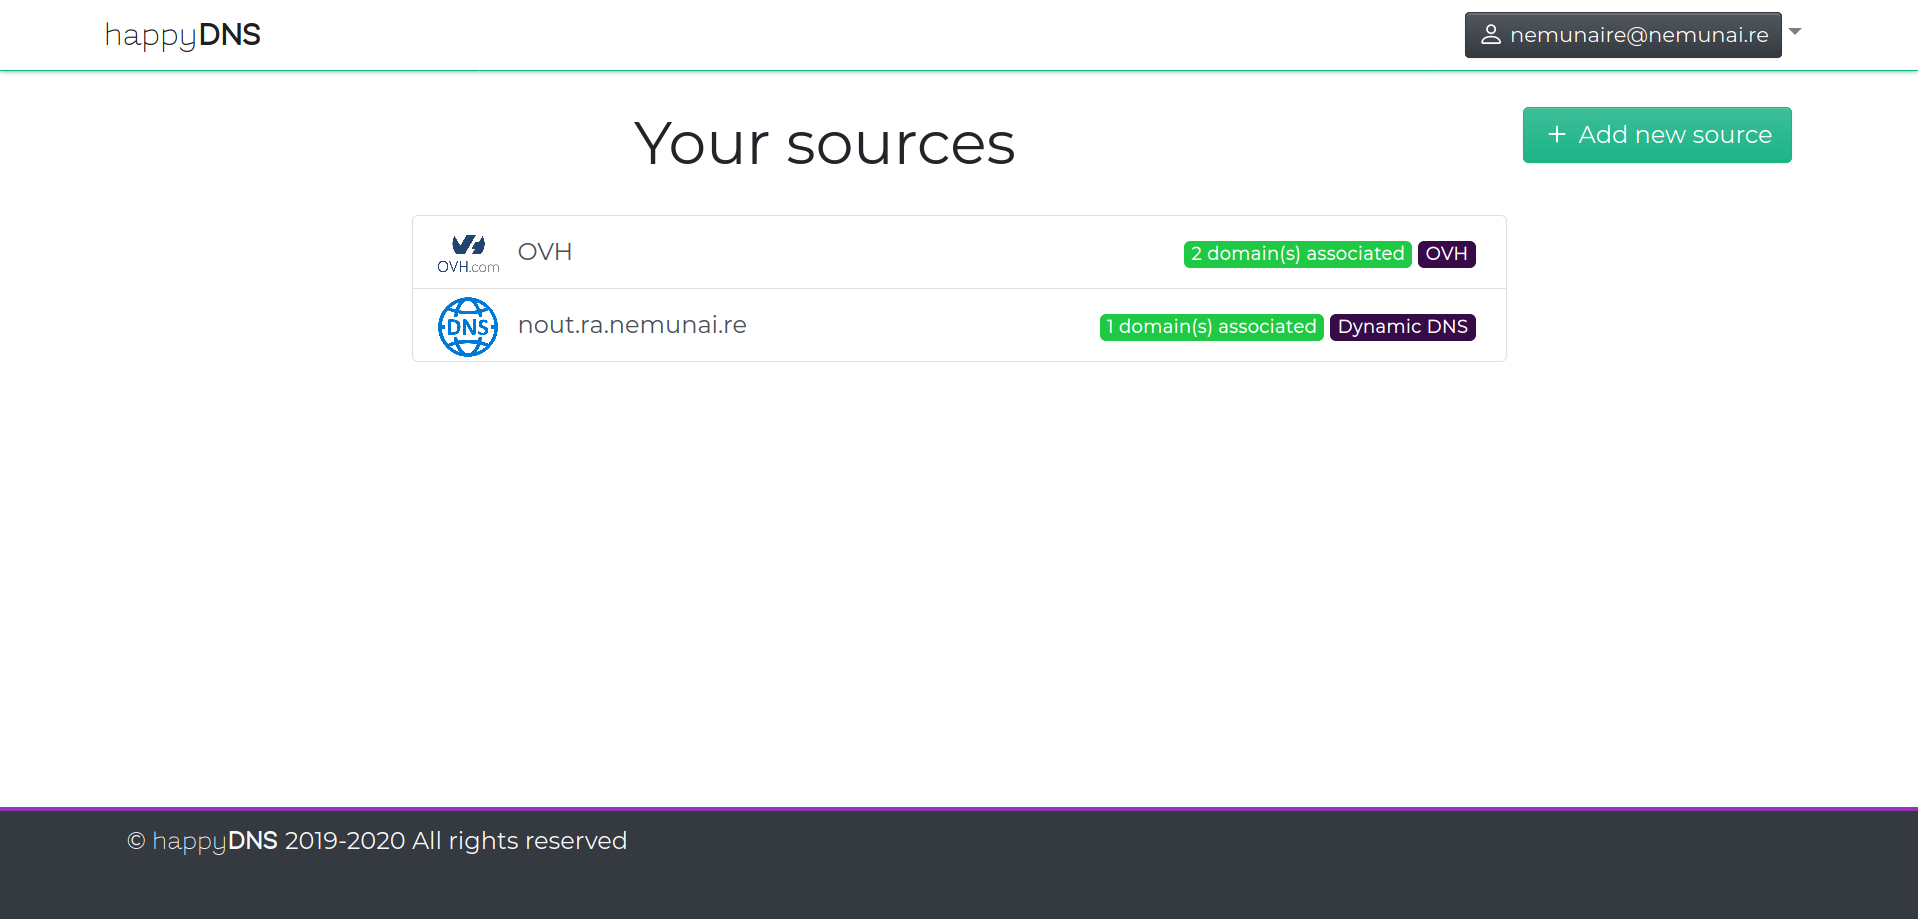 happyDNS
nemunaire@nemunai.re
Your sources
+ Add new source
OVH.com
OVH
2 domain(s) associated
OVH
DNS
nout.ra.nemunai.re
1 domain(s) associated
Dynamic DNS
© happyDNS 2019-2020 All rights reserved